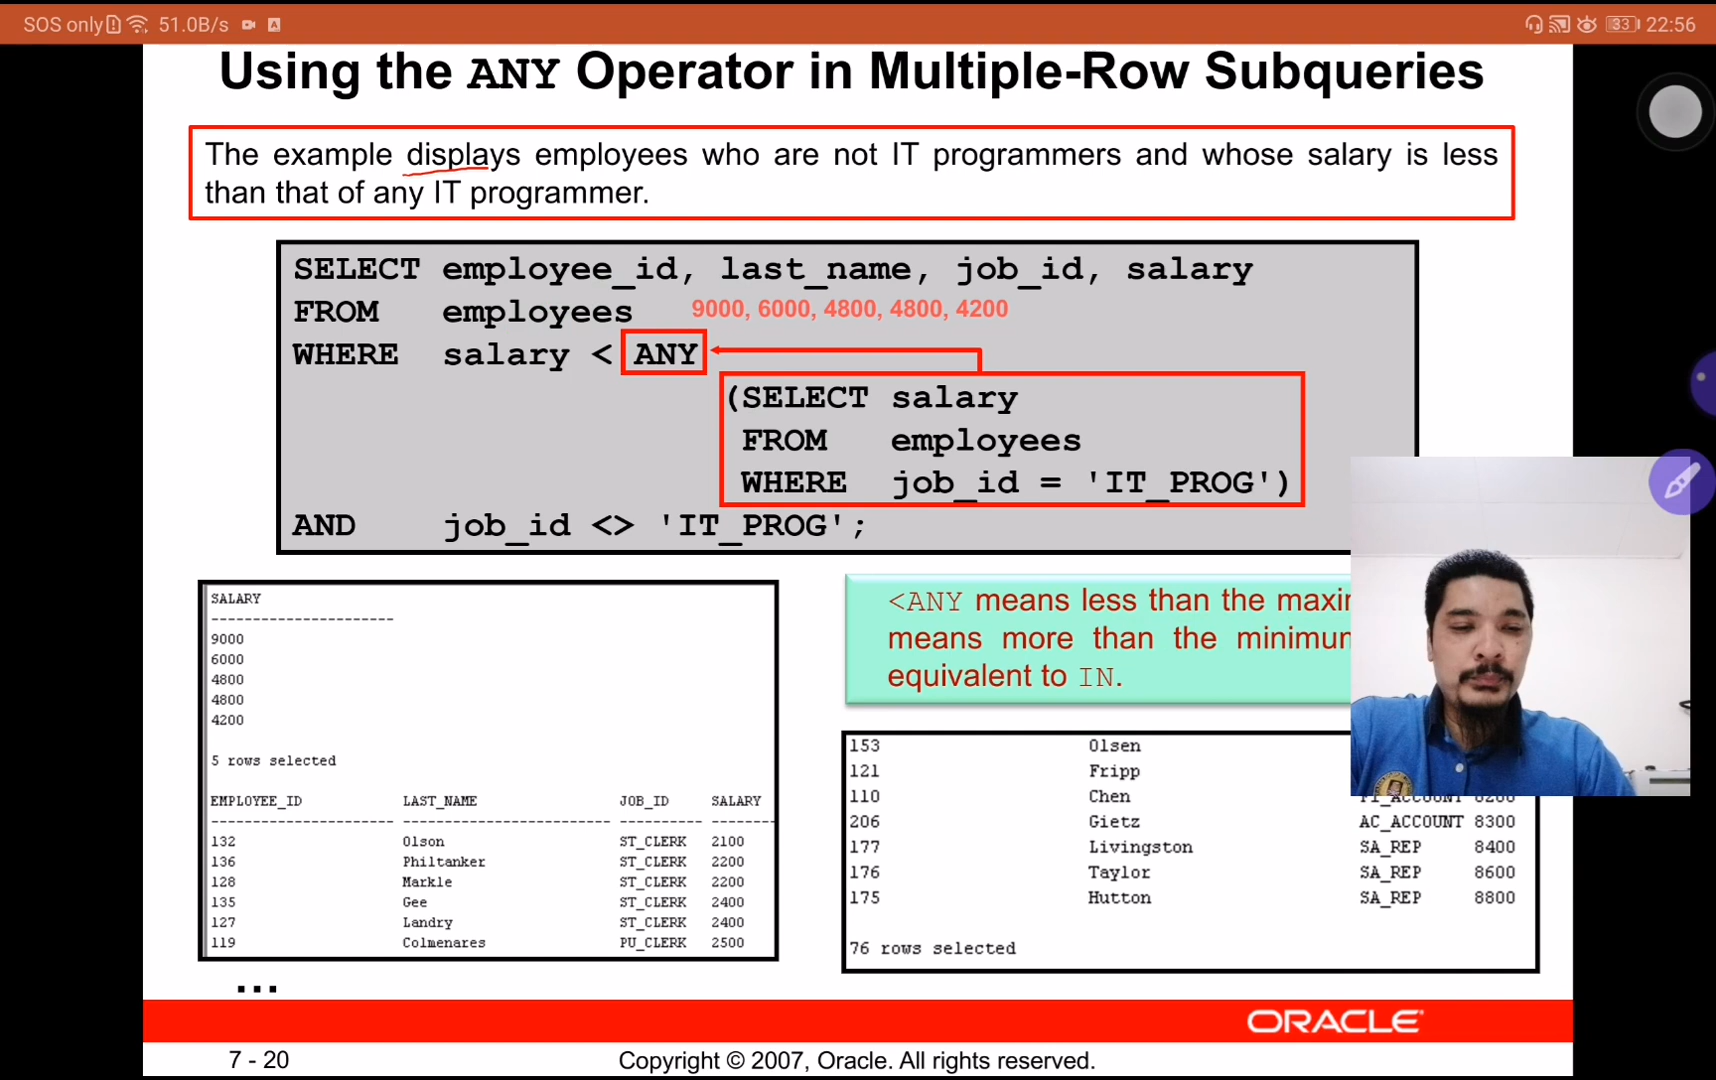 SOS only 51.0B/s 33 22:56
Using the ANY Operator in Multiple-Row Subqueries
The example displays employees who are not IT programmers and whose salary is less
than that of any IT programmer.
SELECT employee_id, last_name, job_id, salary
FROM employees 9000, 6000, 4800, 4800, 4200
WHERE salary < ANY
(SELECT salary
FROM employees
WHERE job_id = 'IT_PROG')
AND job_id <> 'IT_PROG';
SALARY
---------------------
9000
6000
4800
4800
4200
5 rows selected
EMPLOYEE_ID LAST_NAME JOB_ID SALARY
132 Olson ST_CLERK 2100
136 Philtanker ST_CLERK 2200
128 Markle ST_CLERK 2200
135 Gee ST_CLERK 2400
127 Landry ST_CLERK 2400
119 Colmenares PU_CLERK 2500
...
<ANY means less than the
means more than the
equivalent to IN.
153 Olsen
121 Fripp
110 Chen
206 Gietz AC_ACCOUNT 8300
177 Livingston SA_REP 8400
176 Taylor SA_REP 8600
175 Hutton SA_REP 8800
76 rows selected
ORACLE
7 - 20 Copyright © 2007, Oracle. All rights reserved.